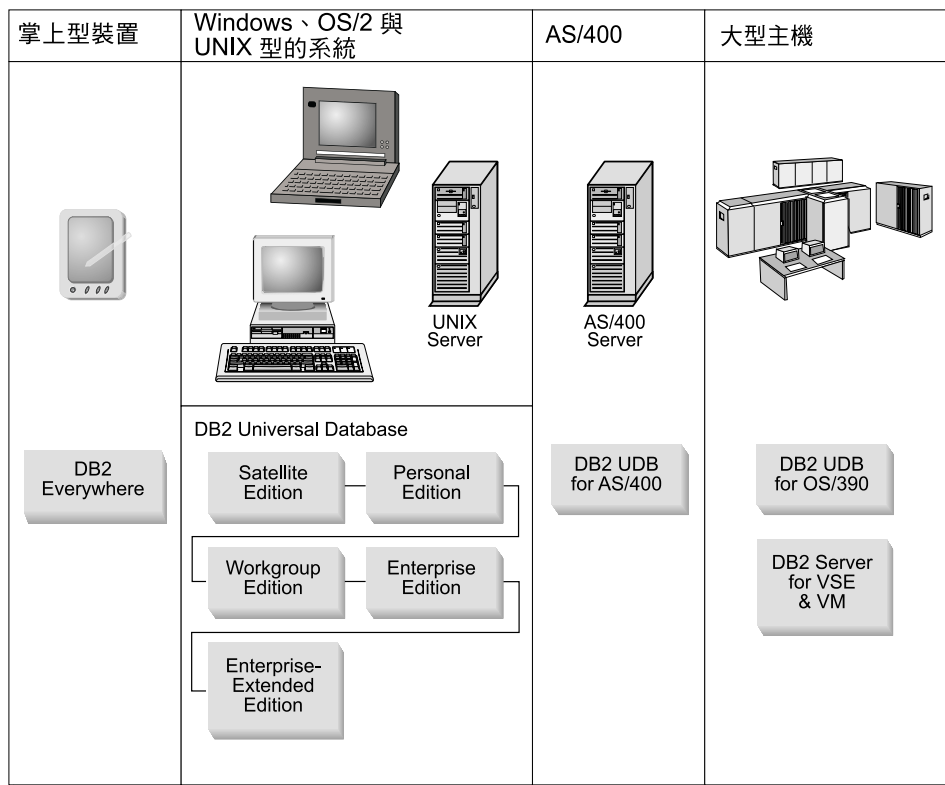 掌上型裝置
Windows、OS/2 與
UNIX 型的系統
AS/400
大型主機
UNIX
Server
AS/400
Server
DB2
Everywhere
DB2 Universal Database
Satellite
Edition
Personal
Edition
Workgroup
Edition
Enterprise
Edition
Enterprise-
Extended
Edition
DB2 UDB
for AS/400
DB2 UDB
for OS/390
DB2 Server
for VSE
& VM